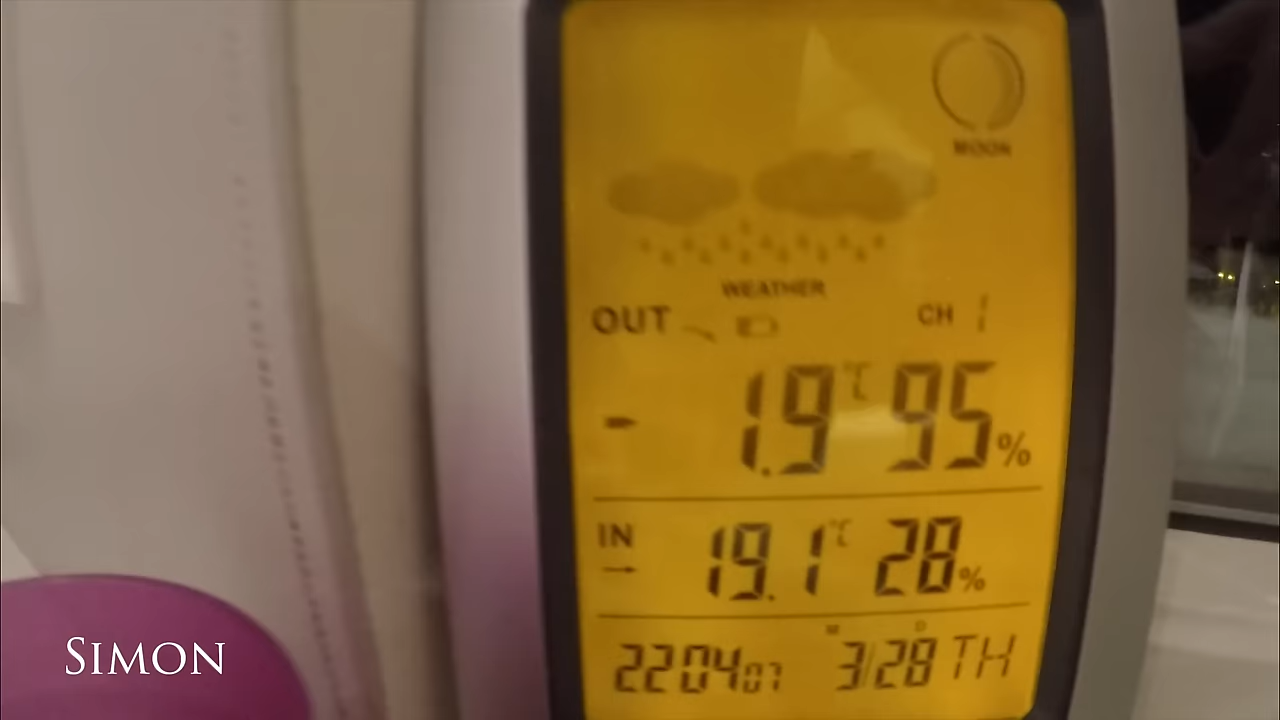 MOON
WEATHER
OUT CH 1
1.9 °C 95 %
IN 19.1 °C 28 %
M D
22 04 07 3/28 TH
SIMON